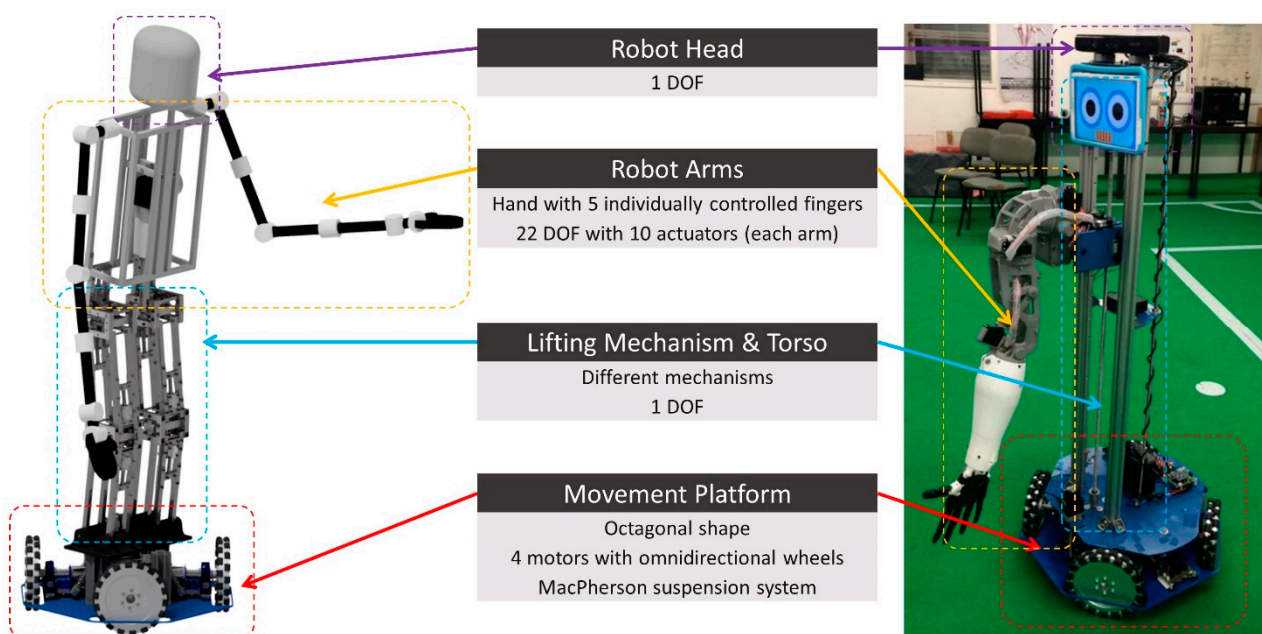 Robot Head
1 DOF
Robot Arms
Hand with 5 individually controlled fingers
22 DOF with 10 actuators (each arm)
Lifting Mechanism & Torso
Different mechanisms
1 DOF
Movement Platform
Octagonal shape
4 motors with omnidirectional wheels
MacPherson suspension system